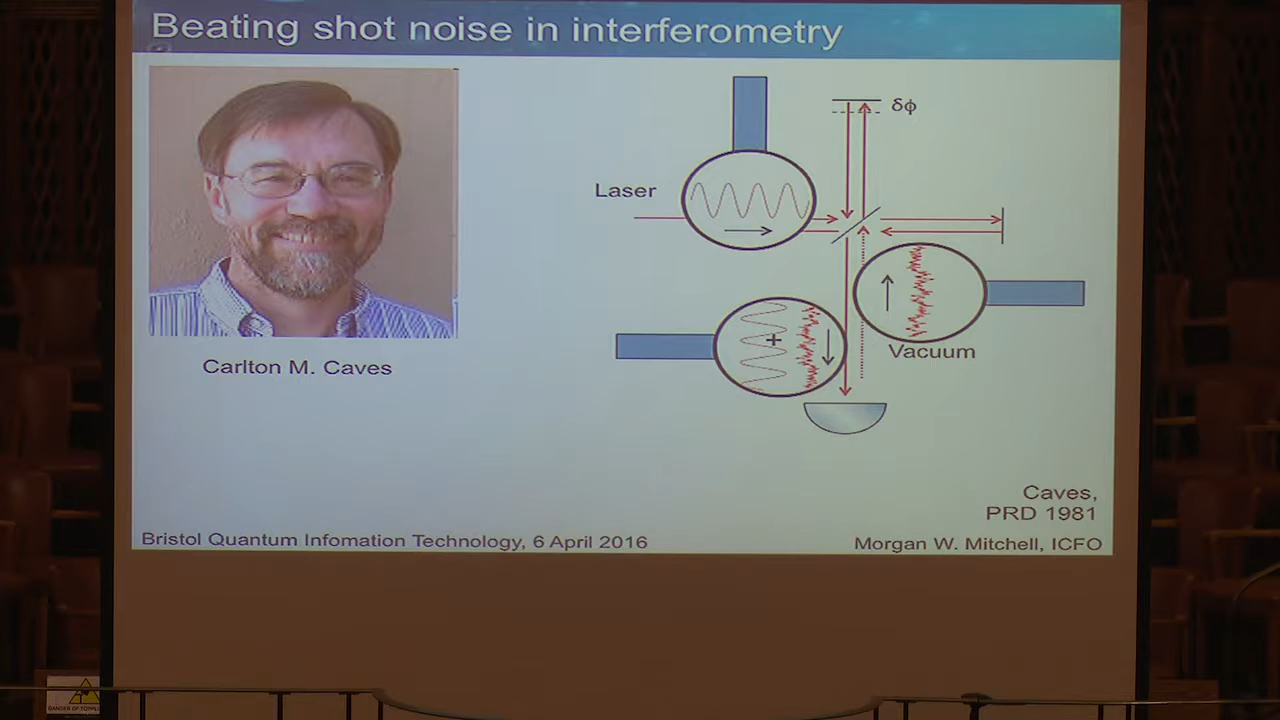 Beating shot noise in interferometry
δϕ
Laser
Vacuum
+
Carlton M. Caves
Caves,
PRD 1981
Bristol Quantum Infomation Technology, 6 April 2016
Morgan W. Mitchell, ICFO